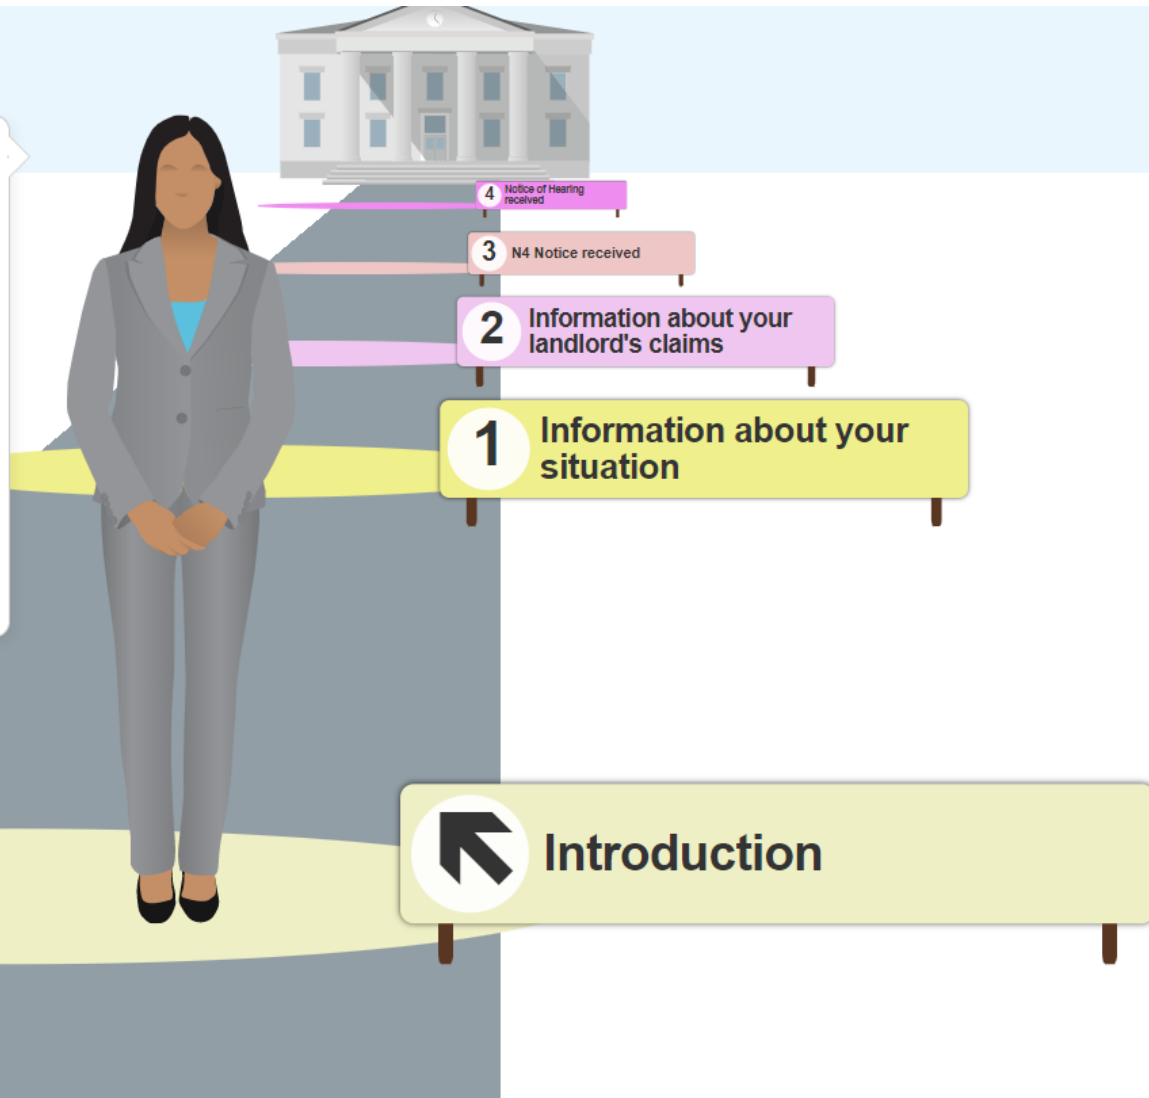 4 Notice of Hearing
received
3 N4 Notice received
2 Information about your
landlord's claims
1 Information about your
situation
Introduction